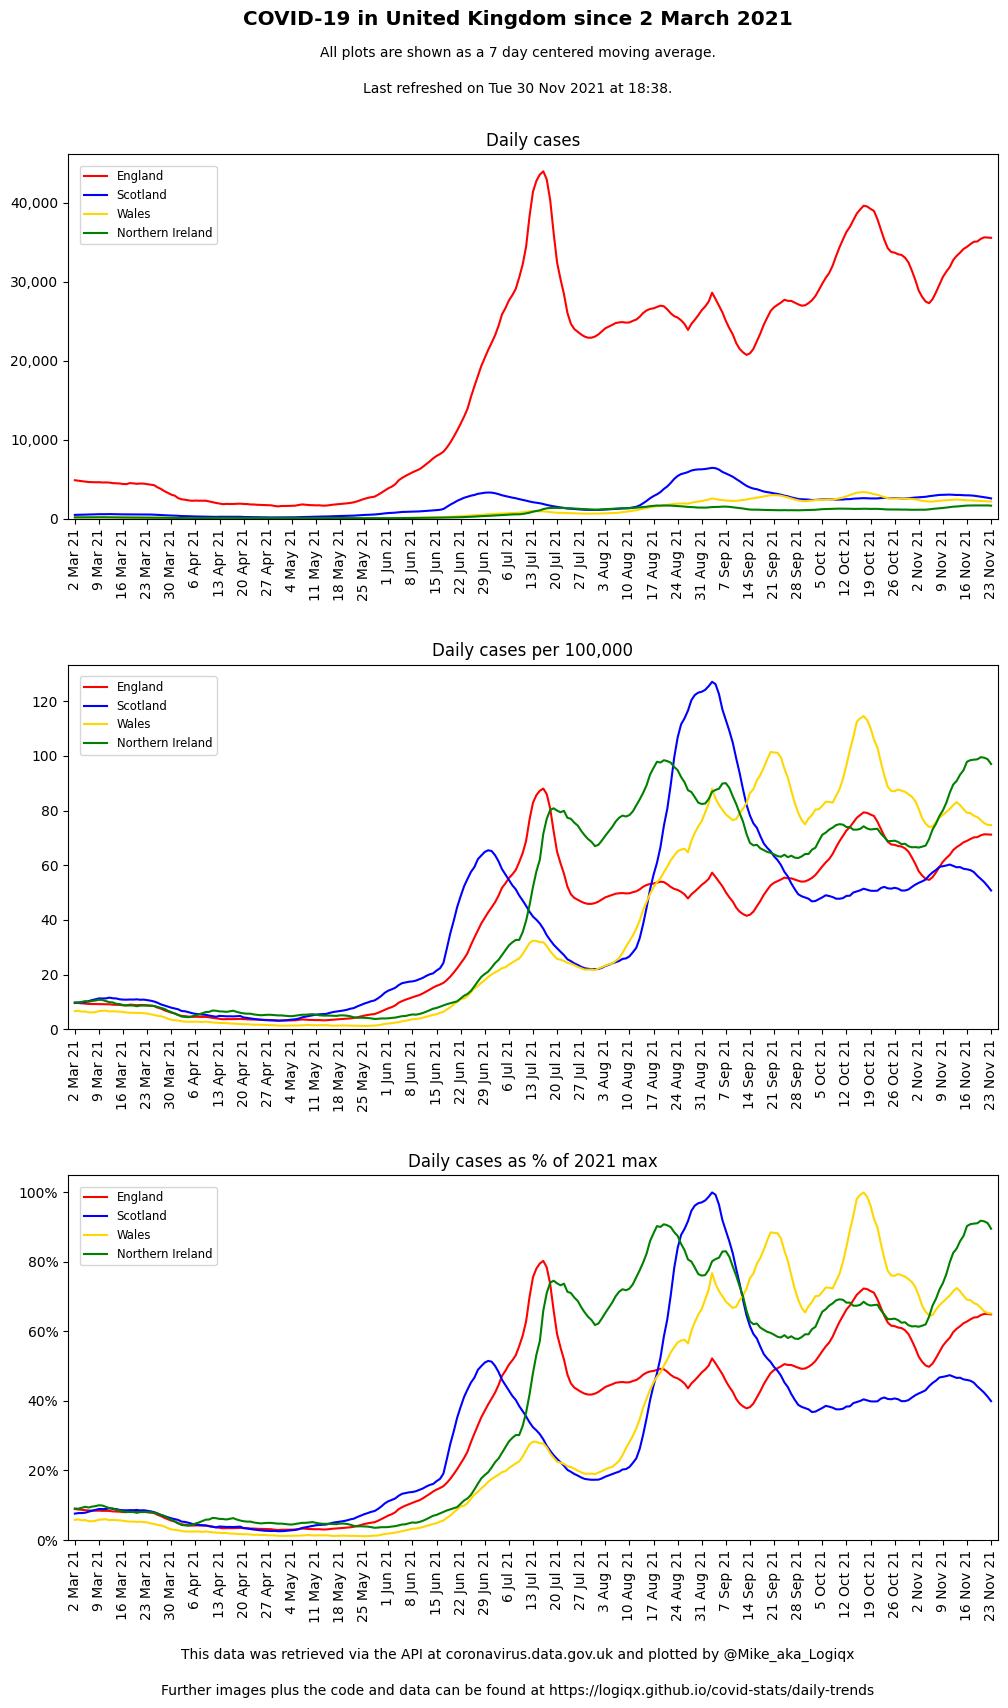 COVID-19 in United Kingdom since 2 March 2021
All plots are shown as a 7 day centered moving average.
Last refreshed on Tue 30 Nov 2021 at 18:38.
Daily cases
England
Scotland
Wales
Northern Ireland
40,000
30,000
20,000
10,000
0
2 Mar 21
9 Mar 21
16 Mar 21
23 Mar 21
30 Mar 21
6 Apr 21
13 Apr 21
20 Apr 21
27 Apr 21
4 May 21
11 May 21
18 May 21
25 May 21
1 Jun 21
8 Jun 21
15 Jun 21
22 Jun 21
29 Jun 21
6 Jul 21
13 Jul 21
20 Jul 21
27 Jul 21
3 Aug 21
10 Aug 21
17 Aug 21
24 Aug 21
31 Aug 21
7 Sep 21
14 Sep 21
21 Sep 21
28 Sep 21
5 Oct 21
12 Oct 21
19 Oct 21
26 Oct 21
2 Nov 21
9 Nov 21
16 Nov 21
23 Nov 21
Daily cases per 100,000
England
Scotland
Wales
Northern Ireland
120
100
80
60
40
20
0
2 Mar 21
9 Mar 21
16 Mar 21
23 Mar 21
30 Mar 21
6 Apr 21
13 Apr 21
20 Apr 21
27 Apr 21
4 May 21
11 May 21
18 May 21
25 May 21
1 Jun 21
8 Jun 21
15 Jun 21
22 Jun 21
29 Jun 21
6 Jul 21
13 Jul 21
20 Jul 21
27 Jul 21
3 Aug 21
10 Aug 21
17 Aug 21
24 Aug 21
31 Aug 21
7 Sep 21
14 Sep 21
21 Sep 21
28 Sep 21
5 Oct 21
12 Oct 21
19 Oct 21
26 Oct 21
2 Nov 21
9 Nov 21
16 Nov 21
23 Nov 21
Daily cases as % of 2021 max
England
Scotland
Wales
Northern Ireland
100%
80%
60%
40%
20%
0%
2 Mar 21
9 Mar 21
16 Mar 21
23 Mar 21
30 Mar 21
6 Apr 21
13 Apr 21
20 Apr 21
27 Apr 21
4 May 21
11 May 21
18 May 21
25 May 21
1 Jun 21
8 Jun 21
15 Jun 21
22 Jun 21
29 Jun 21
6 Jul 21
13 Jul 21
20 Jul 21
27 Jul 21
3 Aug 21
10 Aug 21
17 Aug 21
24 Aug 21
31 Aug 21
7 Sep 21
14 Sep 21
21 Sep 21
28 Sep 21
5 Oct 21
12 Oct 21
19 Oct 21
26 Oct 21
2 Nov 21
9 Nov 21
16 Nov 21
23 Nov 21
This data was retrieved via the API at coronavirus.data.gov.uk and plotted by @Mike_aka_Logiqx
Further images plus the code and data can be found at https://logiqx.github.io/covid-stats/daily-trends